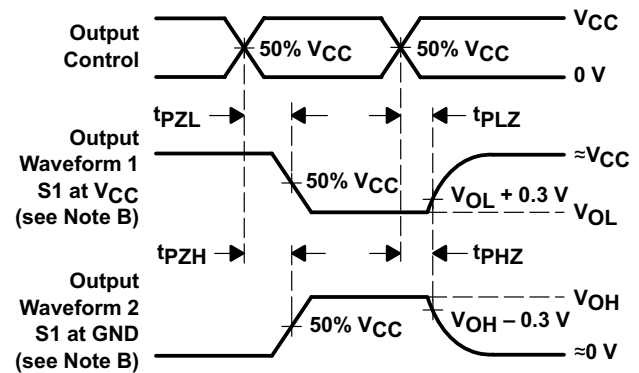 Output
Control
50% VCC
50% VCC
VCC
0 V
tPZL
tPLZ
Output
Waveform 1
S1 at VCC
(see Note B)
50% VCC
≈VCC
VOL + 0.3 V
VOL
tPZH
tPHZ
Output
Waveform 2
S1 at GND
(see Note B)
50% VCC
VOH
VOH – 0.3 V
≈0 V